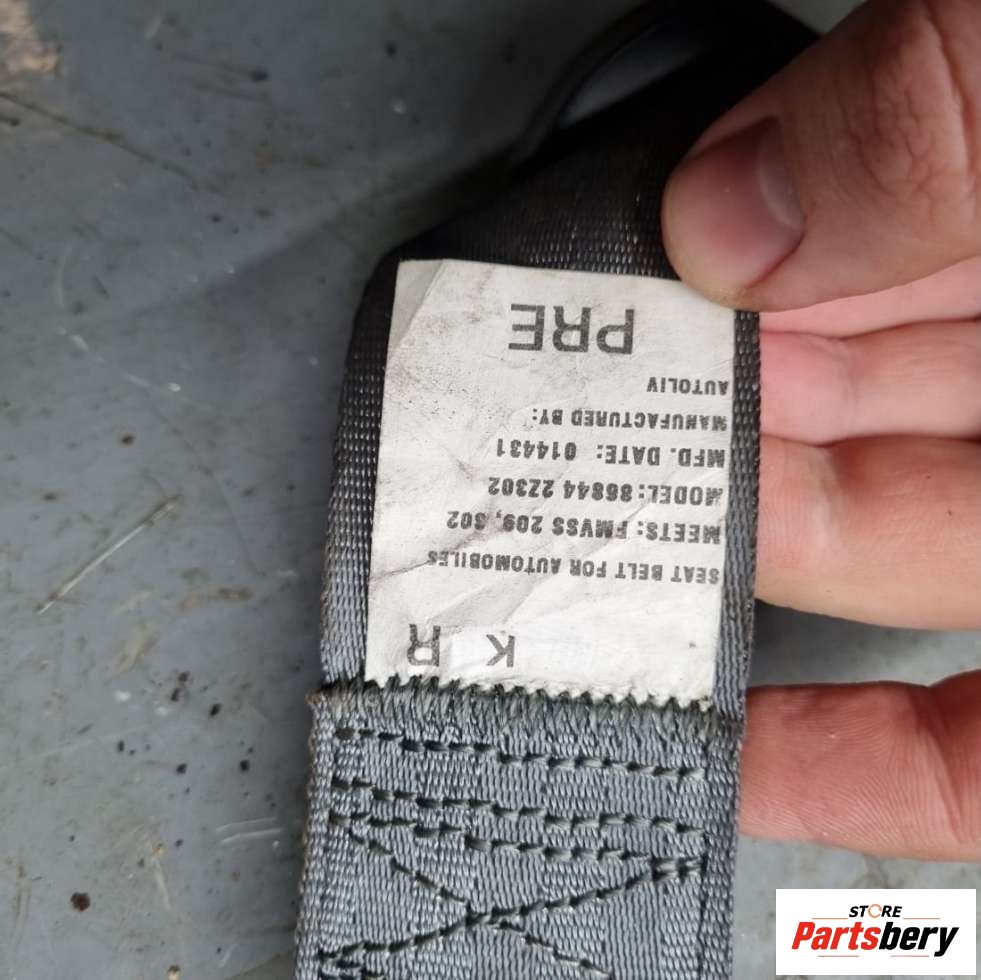 K R
SEAT BELT FOR AUTOMOBILES
MEETS: FMVSS 209, 302
MODEL: 86844 2Z302
MFD. DATE: 014431
MANUFACTURED BY:
AUTOLIV
PRE
STORE
Partsbery